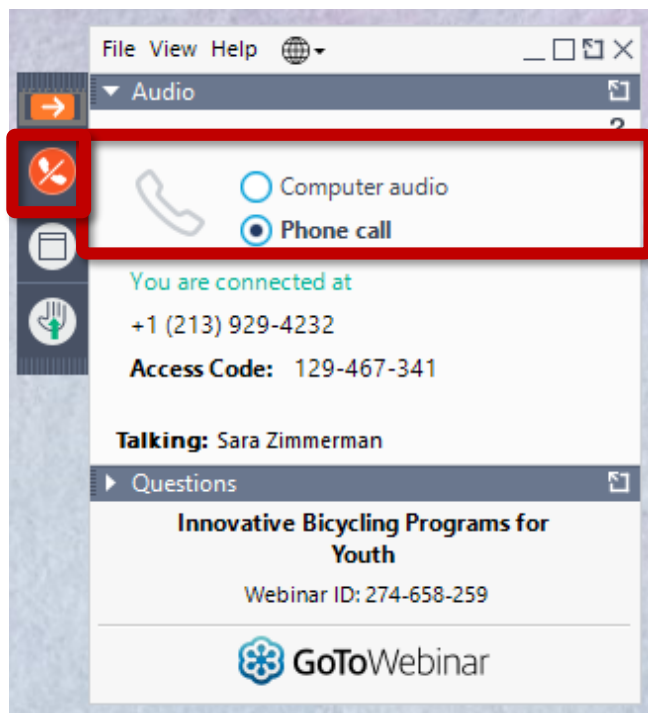 File View Help
Audio
?
Computer audio
Phone call
You are connected at
+1 (213) 929-4232
Access Code: 129-467-341
Talking: Sara Zimmerman
Questions
Innovative Bicycling Programs for
Youth
Webinar ID: 274-658-259
GoToWebinar